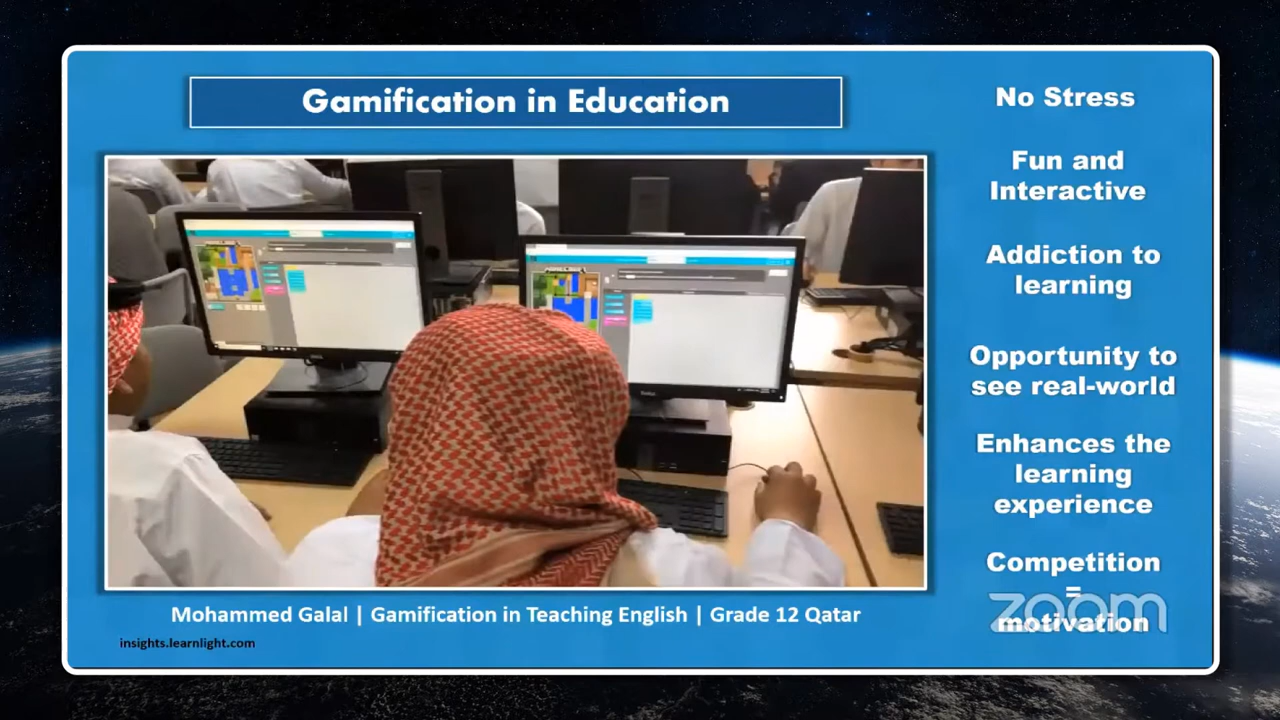 Gamification in Education
No Stress
Fun and
Interactive
Addiction to
learning
Opportunity to
see real-world
Enhances the
learning
experience
Competition
=
motivation
zoom
Mohammed Galal | Gamification in Teaching English | Grade 12 Qatar
insights.learnlight.com